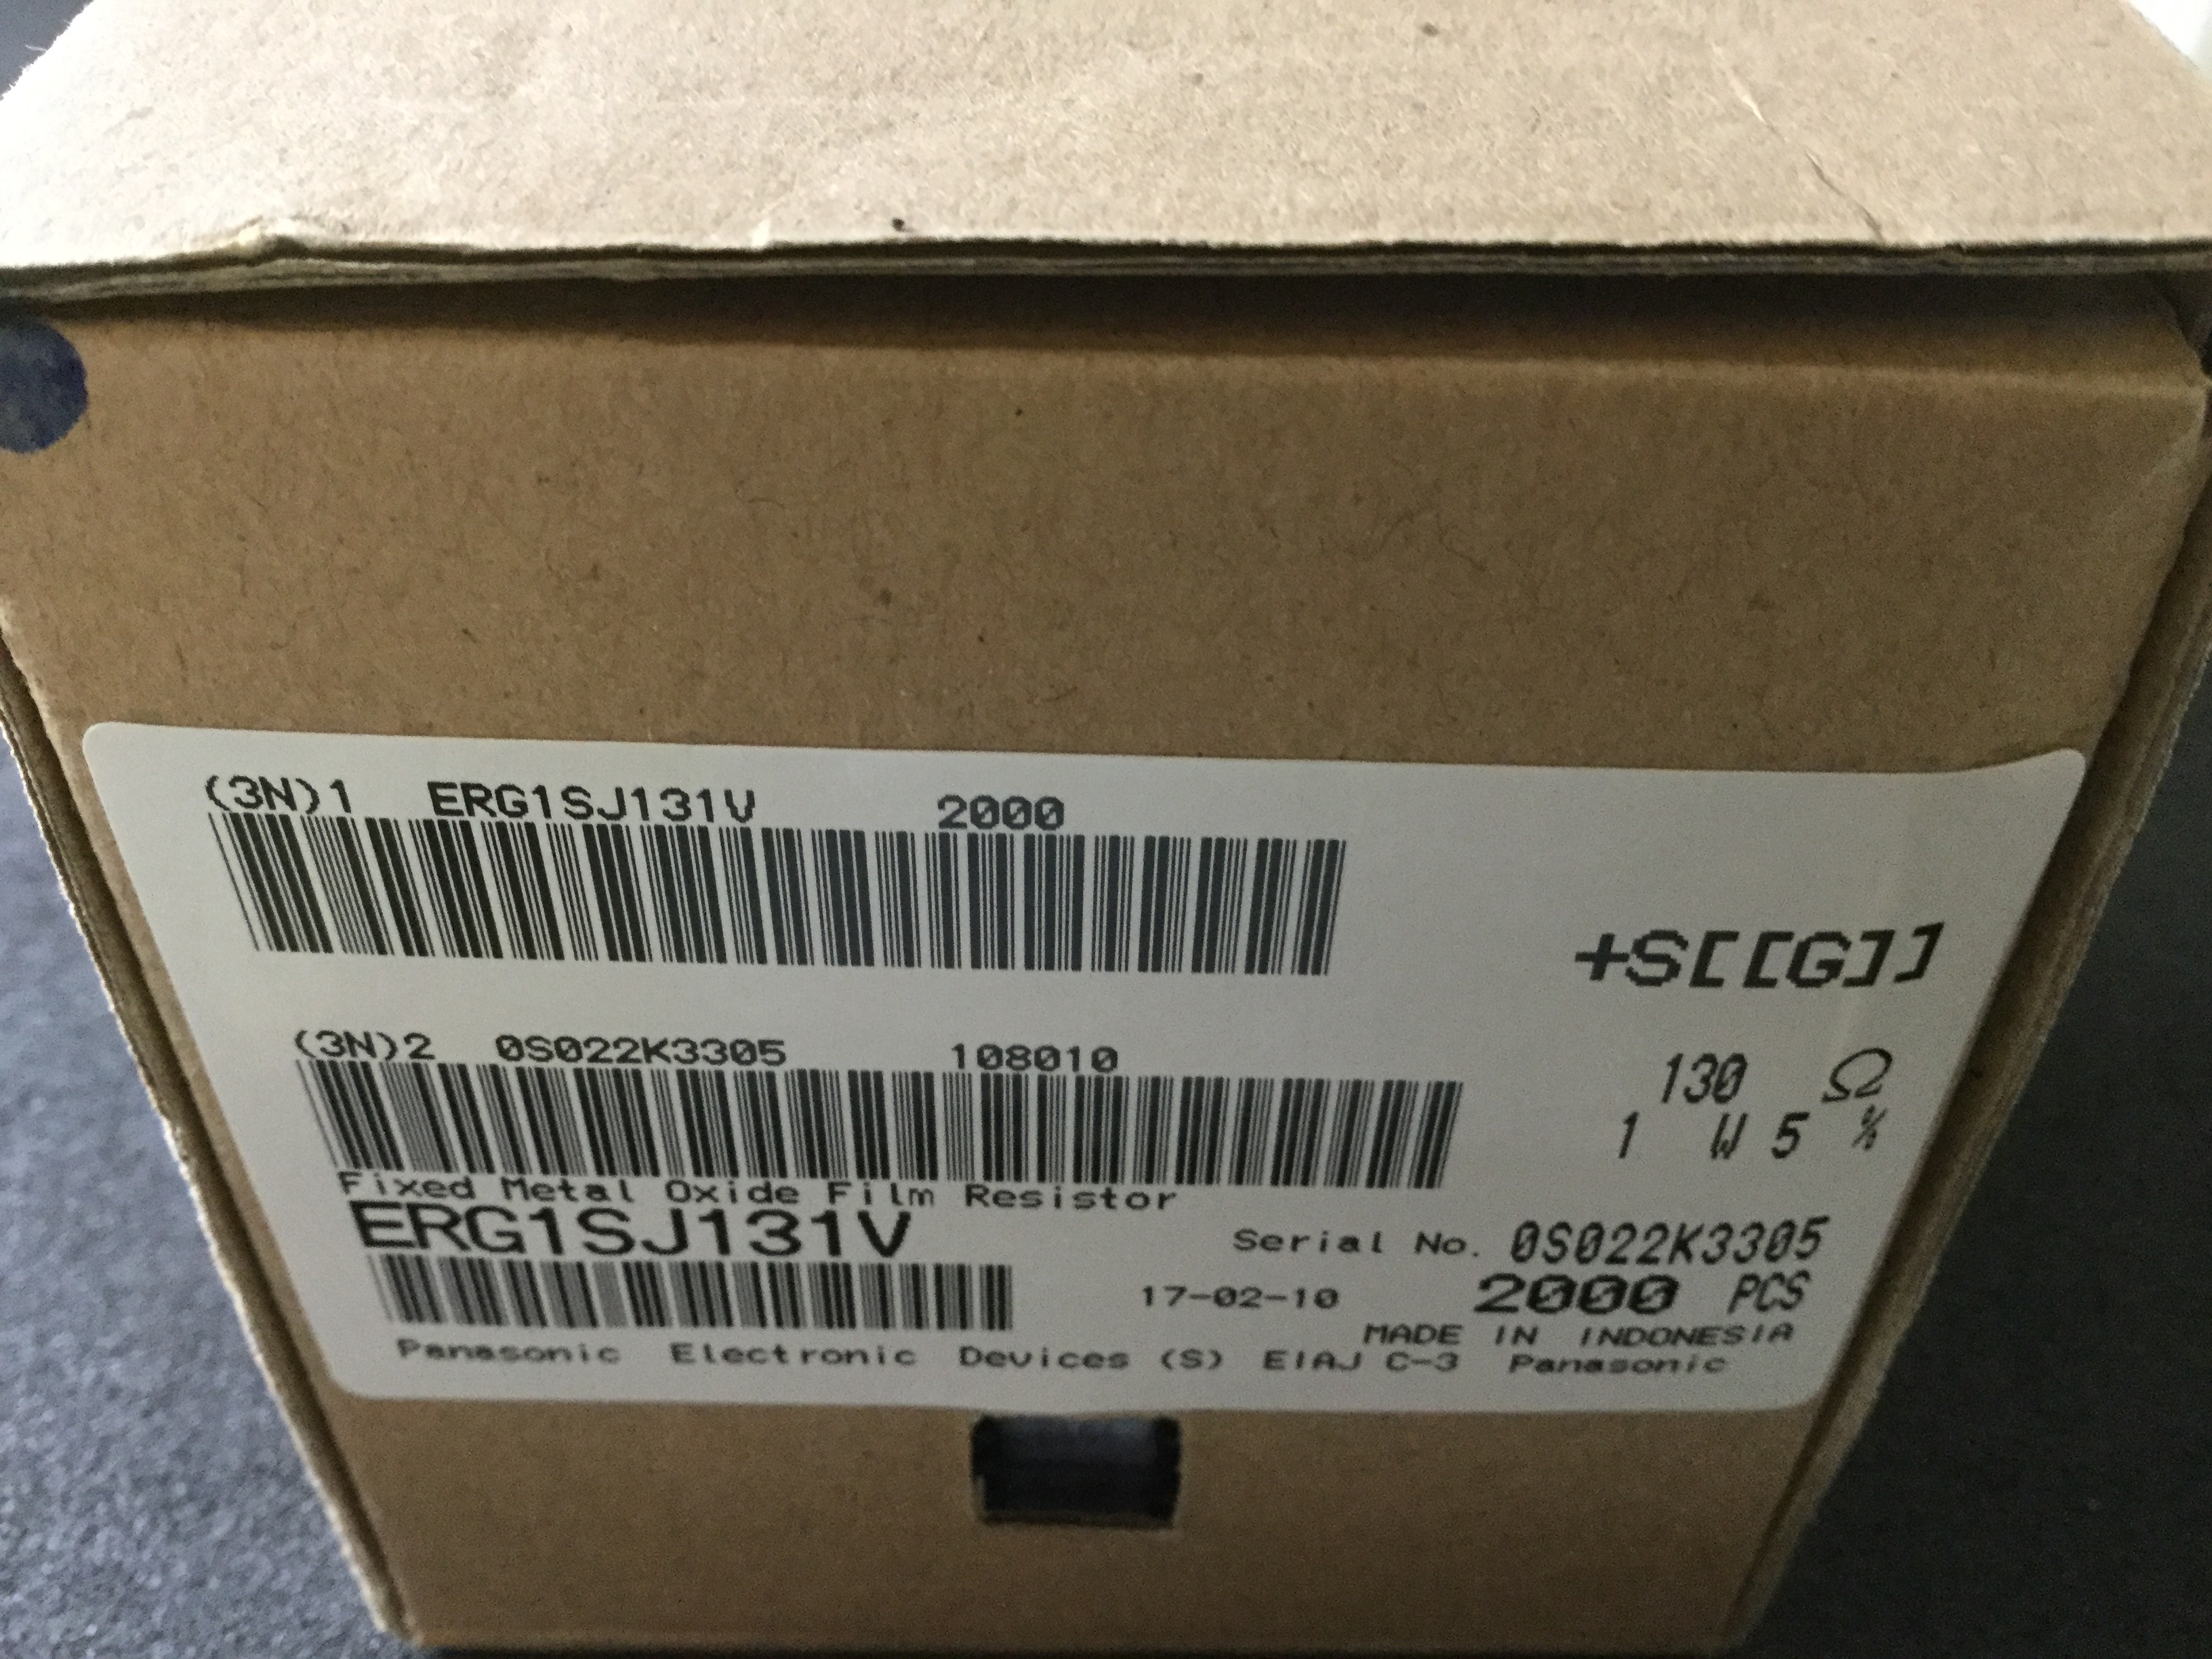 (3N)1 ERG1SJ131V 2000
+S[[G]]
(3N)2 0S022K3305 108010
130 Ω
1 W 5 %
Fixed Metal Oxide Film Resistor
ERG1SJ131V
Serial No. 0S022K3305
17-02-10 2000 PCS
MADE IN INDONESIA
Panasonic Electronic Devices (S) EIAJ C-3 Panasonic